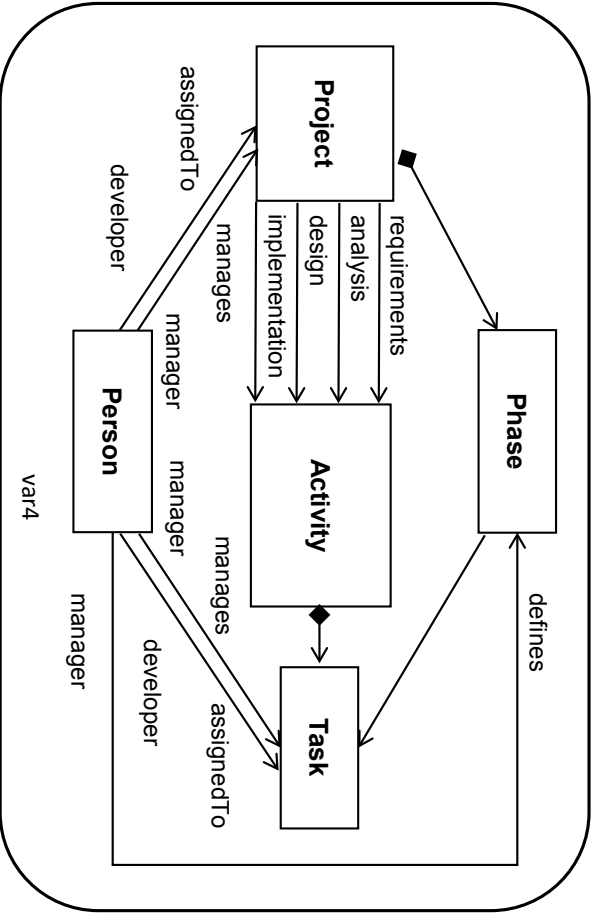 Phase
defines
requirements
analysis
design
implementation
Project
Activity
Task
manages
manages
assignedTo
assignedTo
manager
manager
developer
developer
Person
manager
var4